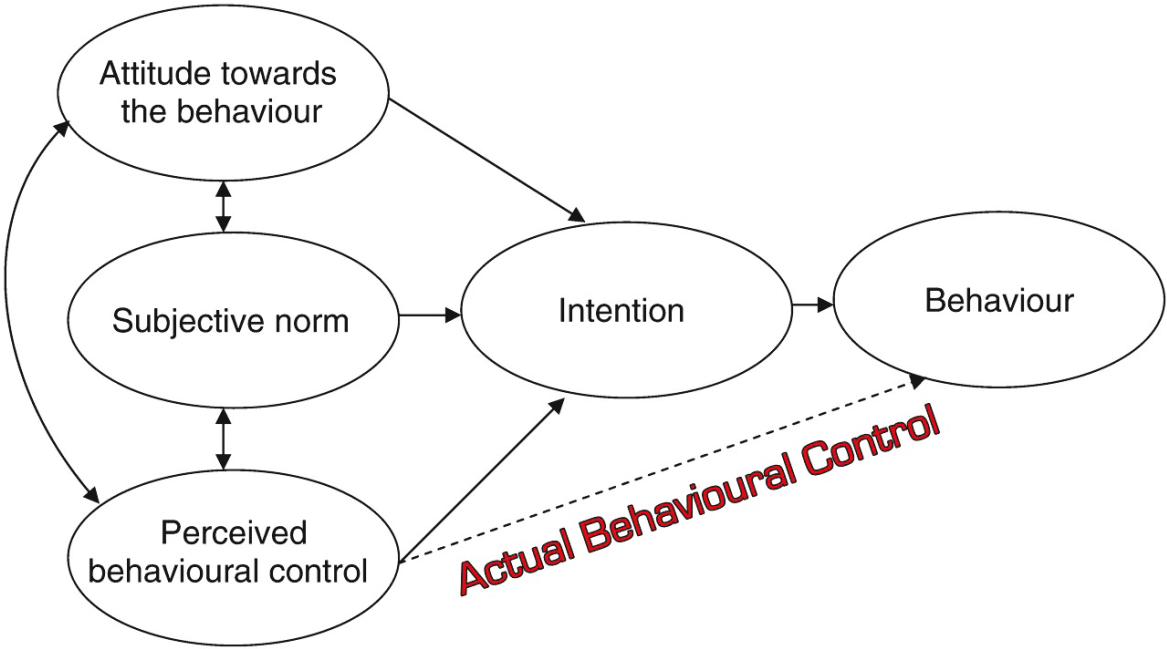 Attitude towards
the behaviour
Subjective norm
Perceived
behavioural control
Intention
Behaviour
Actual Behavioural Control